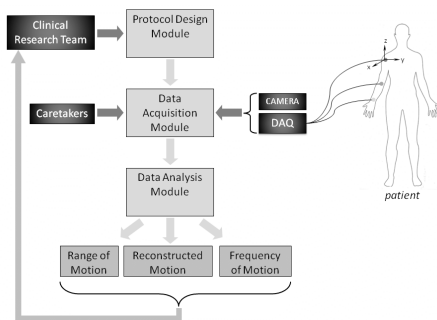 Clinical
Research Team
Protocol Design
Module
z
x
y
Caretakers
Data
Acquisition
Module
CAMERA
DAQ
patient
Data Analysis
Module
Range of
Motion
Reconstructed
Motion
Frequency
of Motion